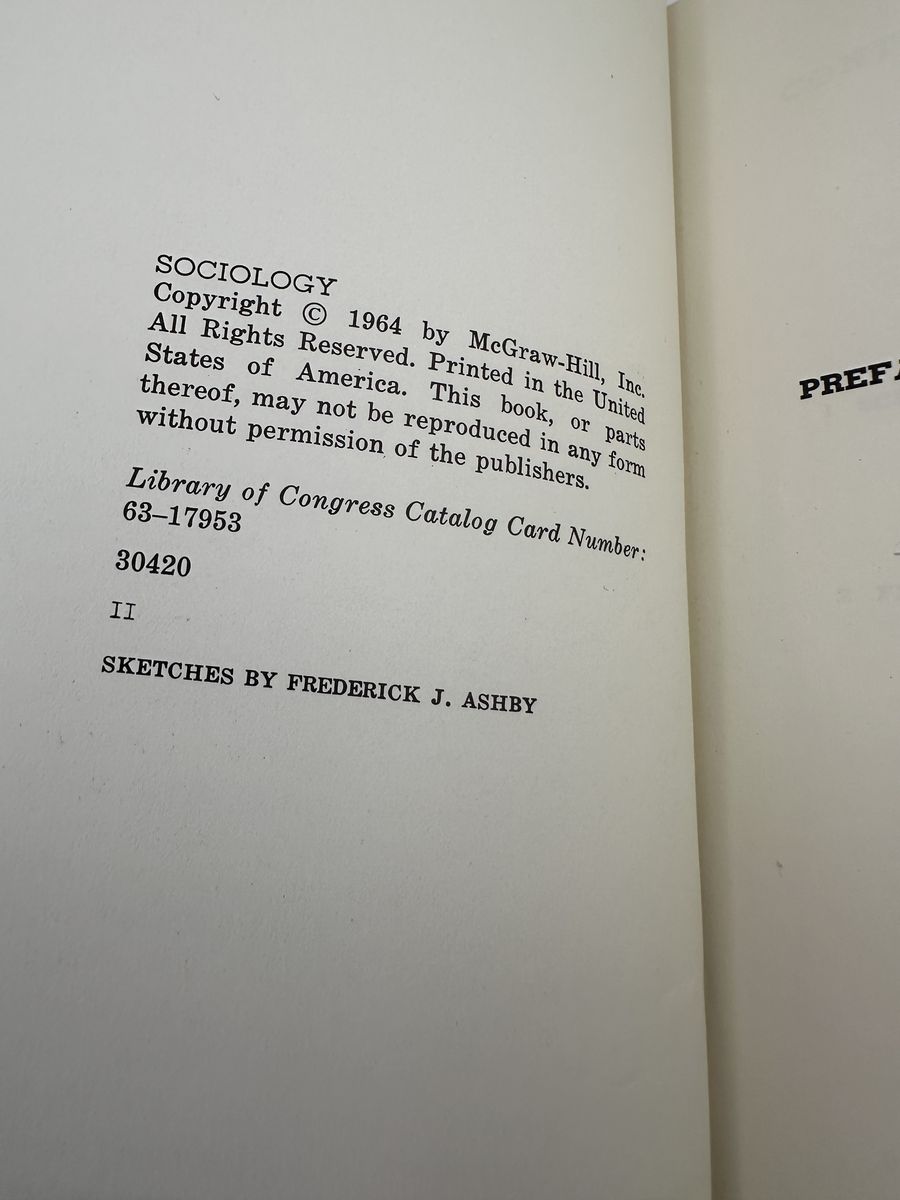 SOCIOLOGY
Copyright © 1964 by McGraw-Hill, Inc.
All Rights Reserved. Printed in the United
States of America. This book, or parts
thereof, may not be reproduced in any form
without permission of the publishers.
Library of Congress Catalog Card Number:
63–17953
30420
II
SKETCHES BY FREDERICK J. ASHBY